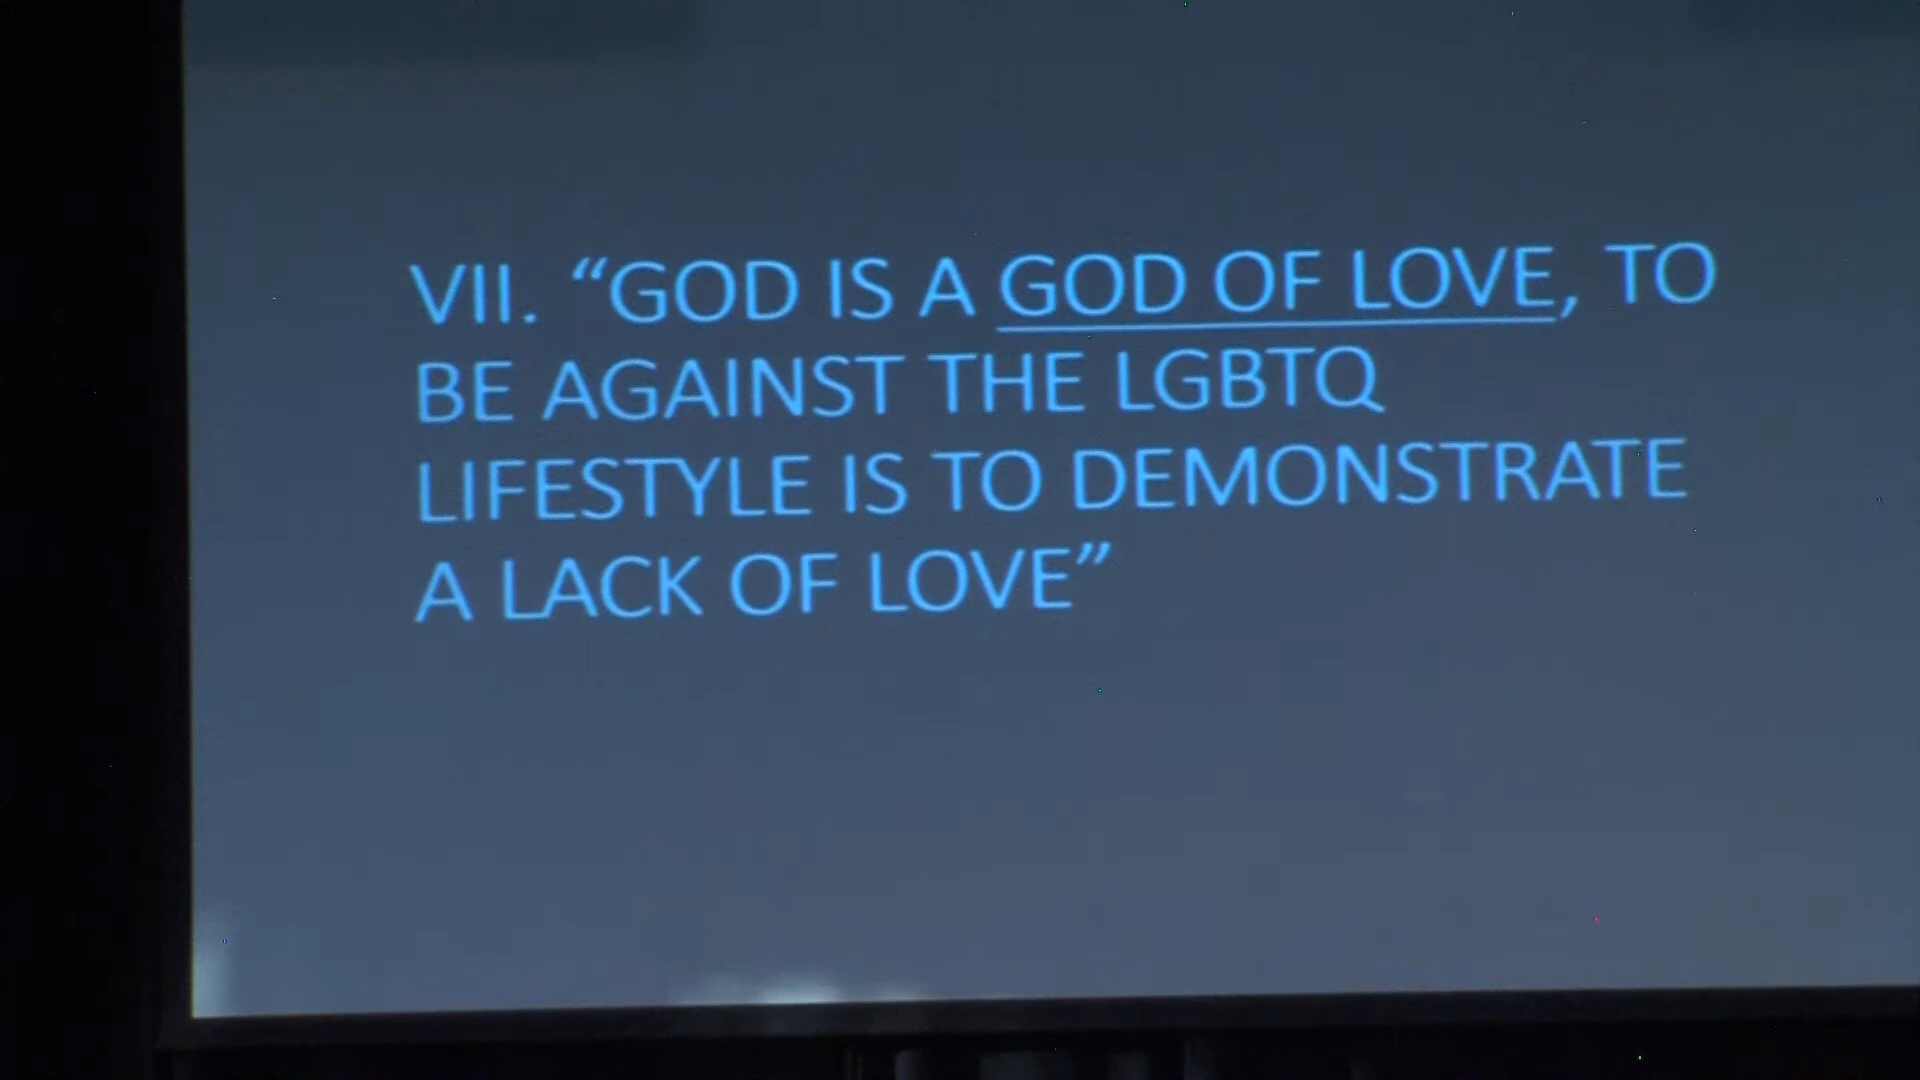 VII. “GOD IS A GOD OF LOVE, TO
BE AGAINST THE LGBTQ
LIFESTYLE IS TO DEMONSTRATE
A LACK OF LOVE”